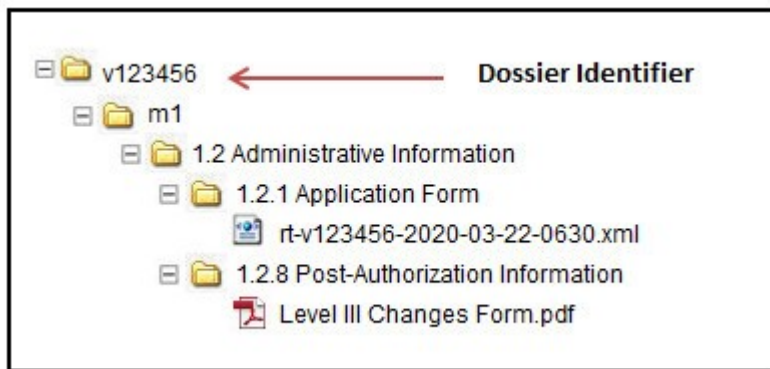 v123456 Dossier Identifier
m1
1.2 Administrative Information
1.2.1 Application Form
rt-v123456-2020-03-22-0630.xml
1.2.8 Post-Authorization Information
Level III Changes Form.pdf